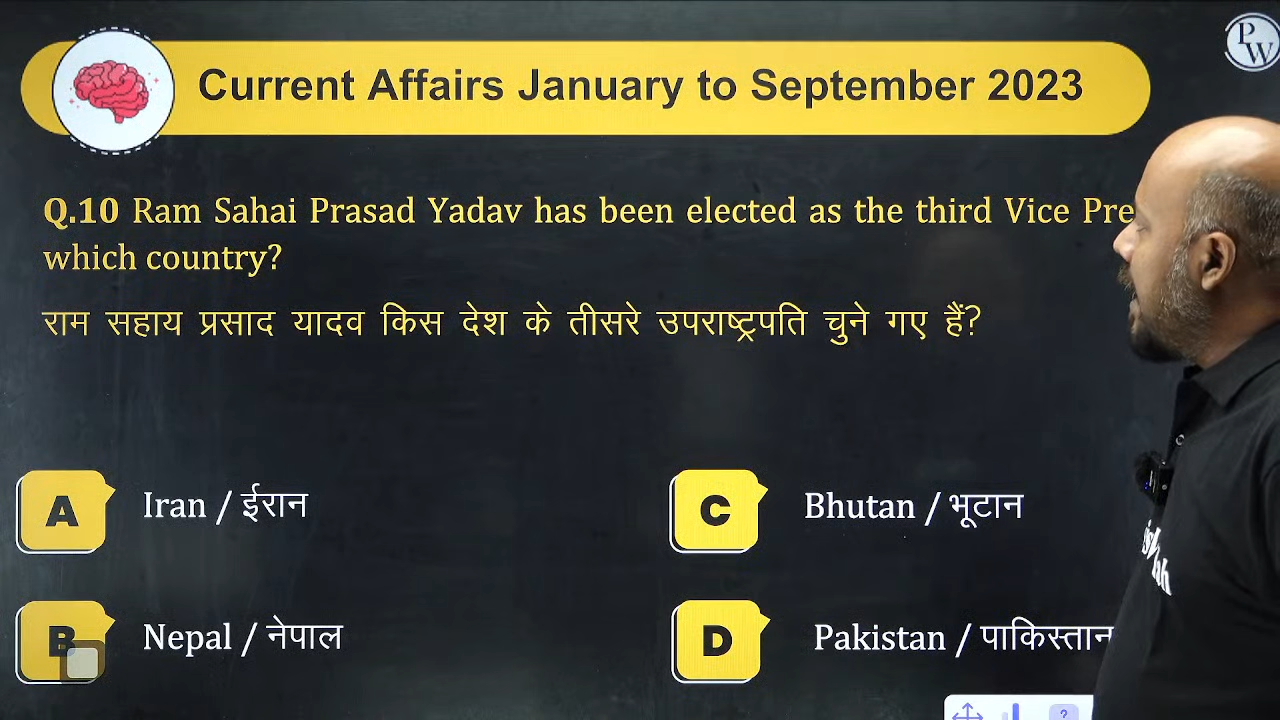 PW
Current Affairs January to September 2023
Q.10 Ram Sahai Prasad Yadav has been elected as the third Vice
which country?
राम सहाय प्रसाद यादव किस देश के तीसरे उपराष्ट्रपति चुने गए हैं?
A Iran / ईरान
C Bhutan / भूटान
B Nepal / नेपाल
D Pakistan / पाकिस्तान
?